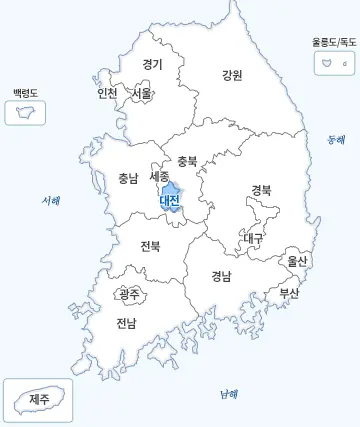 울릉도/독도
경기
강원
백령도
인천
서울
동해
충북
충남
세종
경북
서해
대전
대구
전북
울산
경남
광주
부산
전남
남해
제주